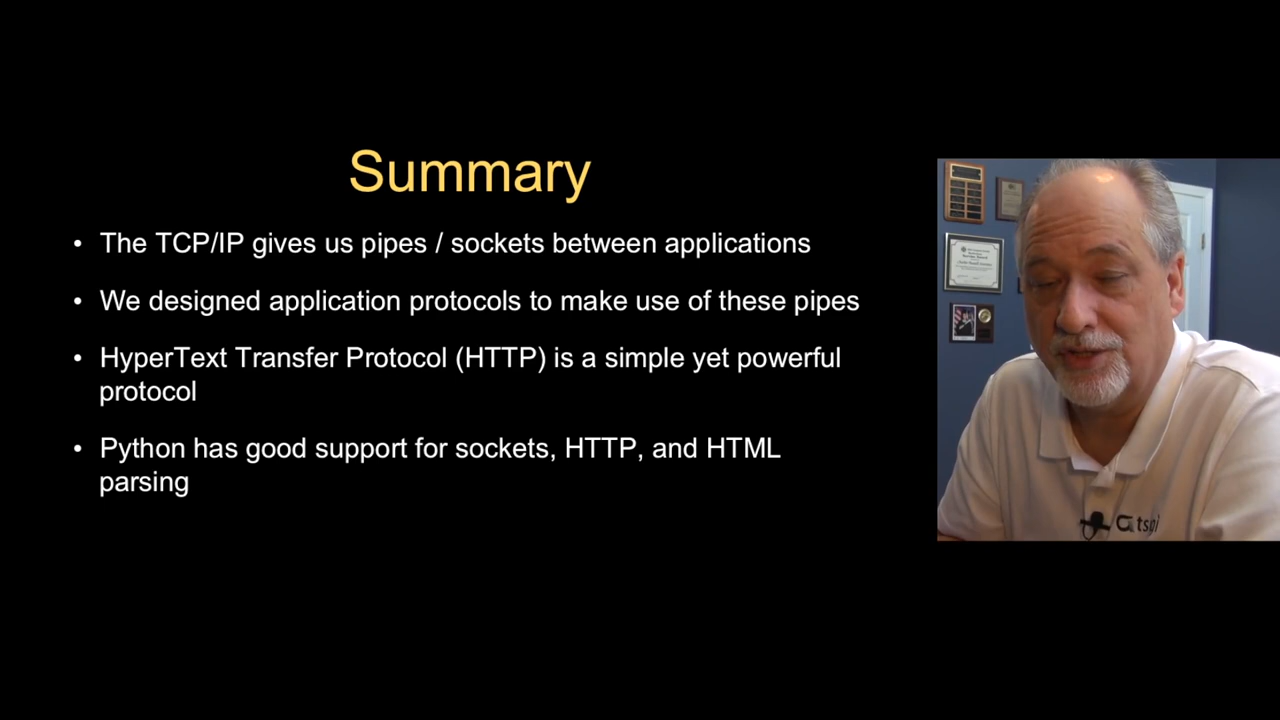 Summary
• The TCP/IP gives us pipes / sockets between applications
• We designed application protocols to make use of these pipes
• HyperText Transfer Protocol (HTTP) is a simple yet powerful
protocol
• Python has good support for sockets, HTTP, and HTML
parsing